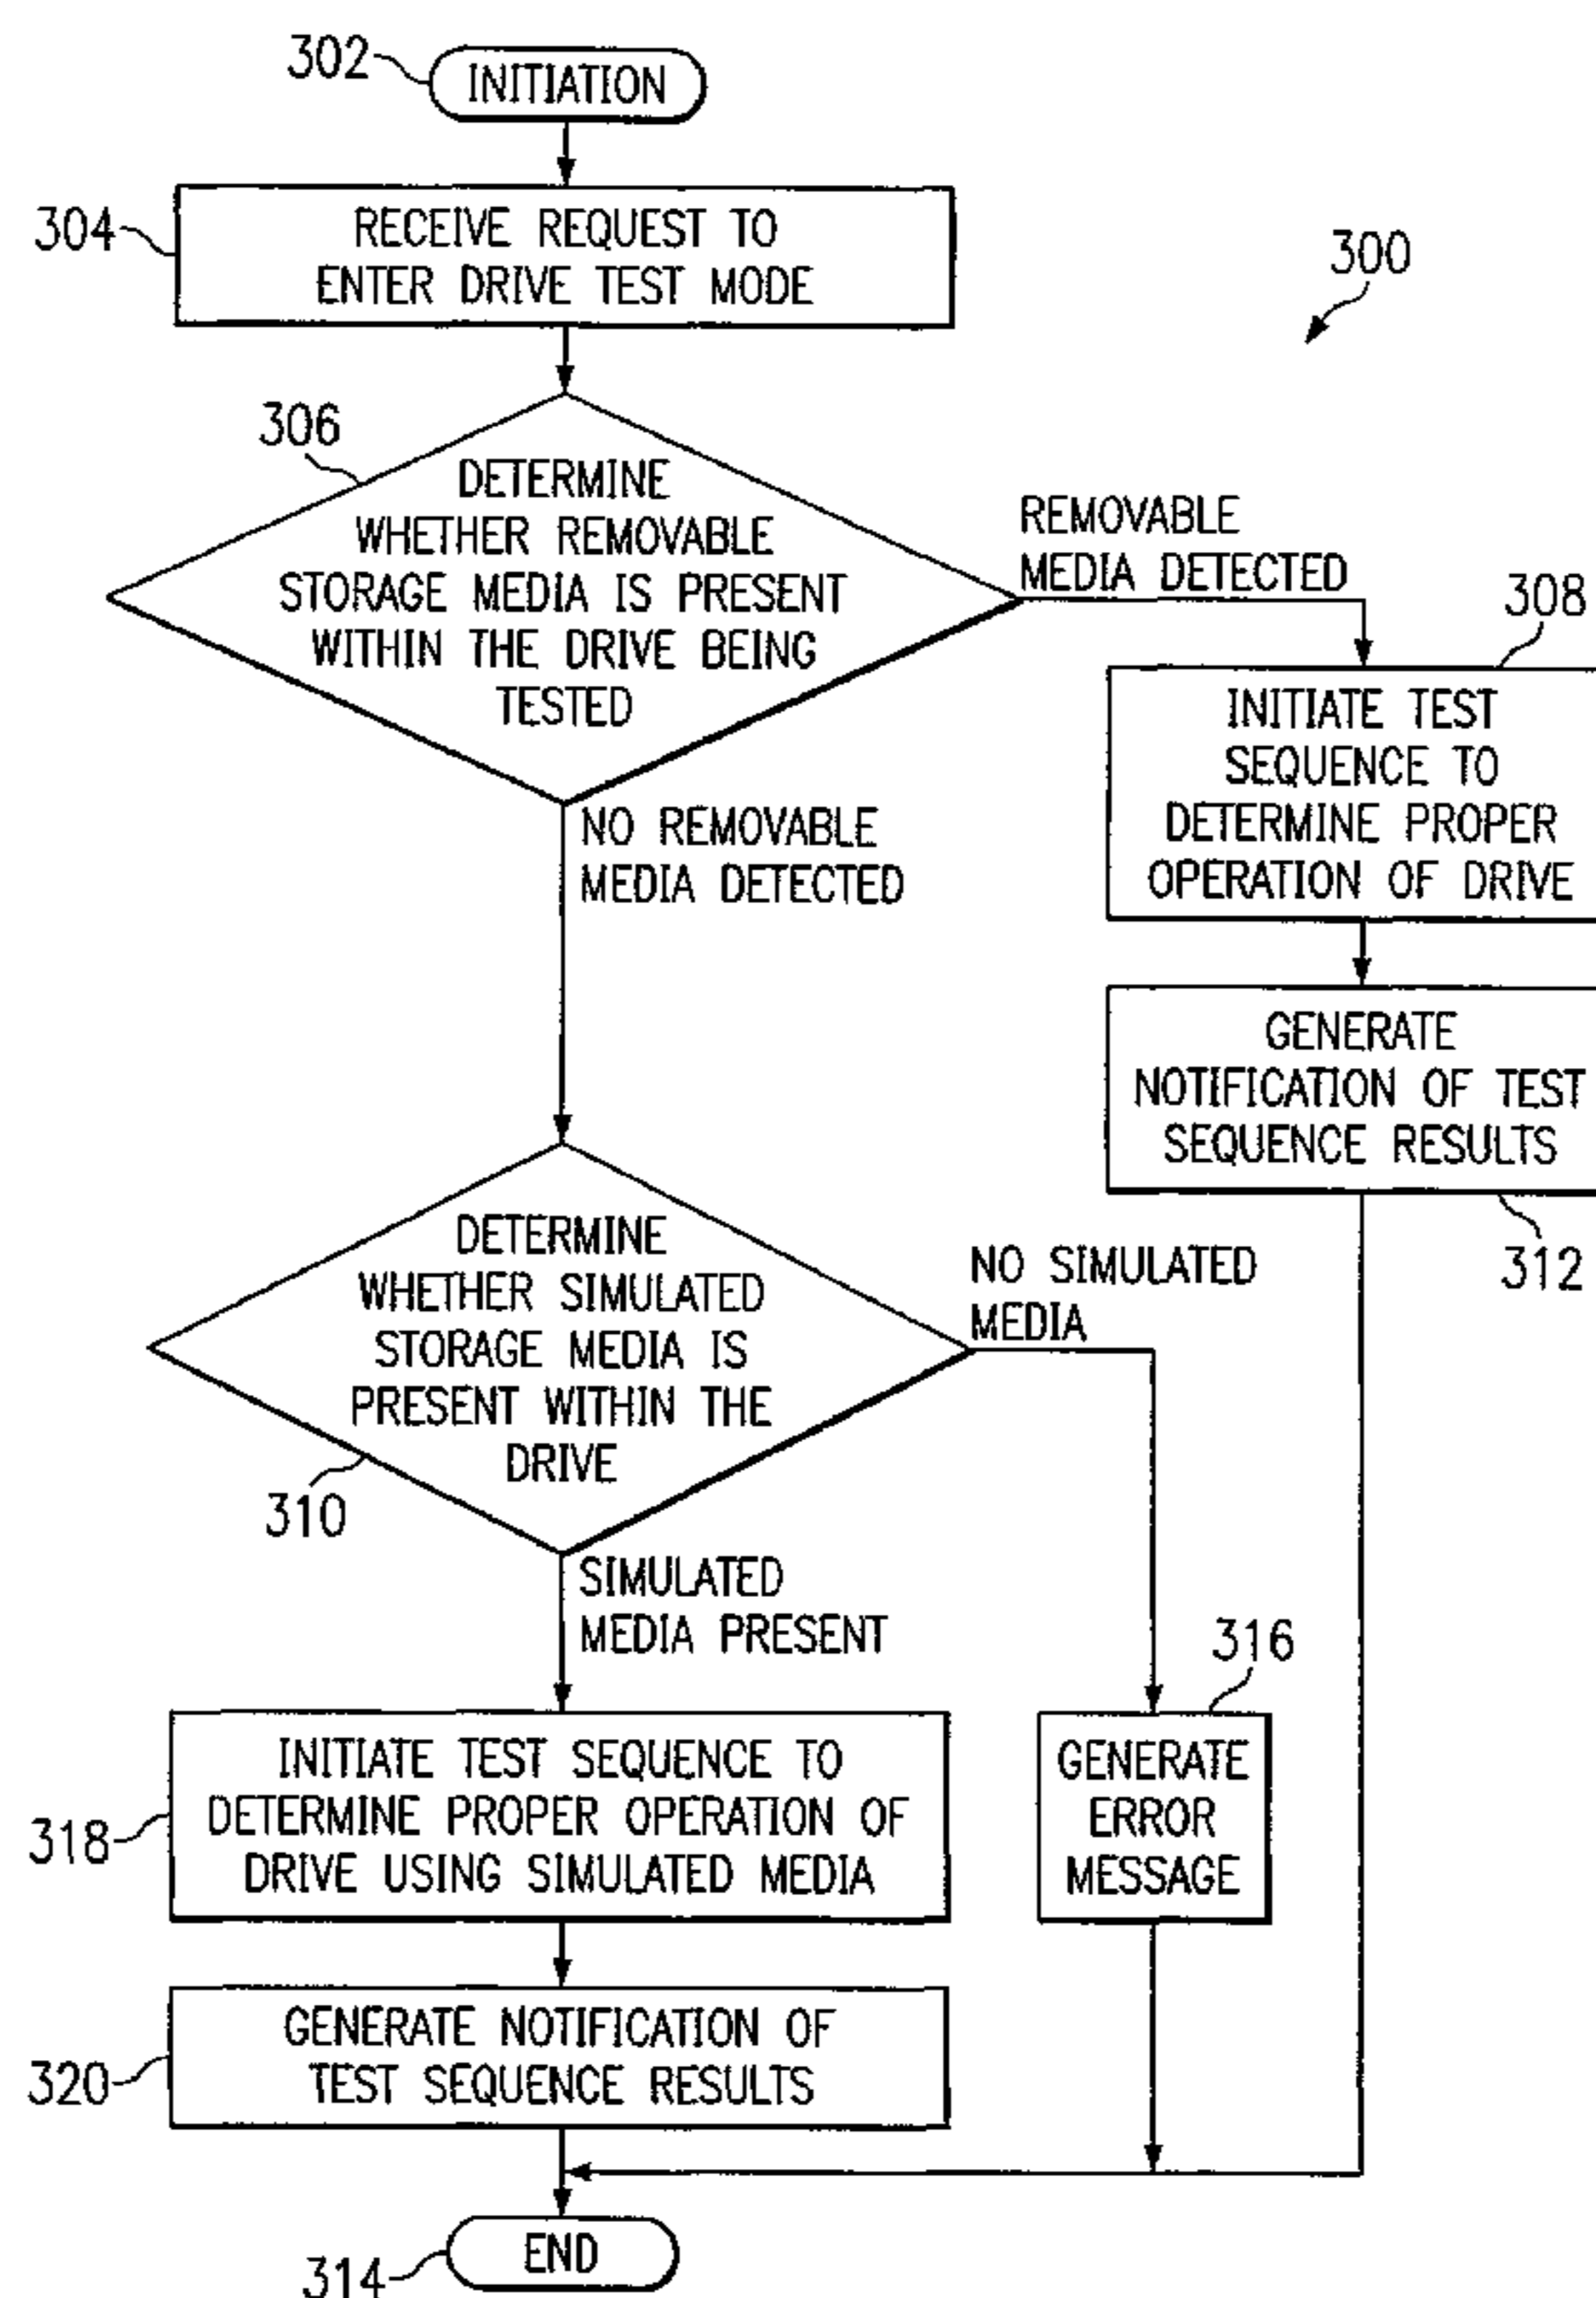 302
INITIATION
304
RECEIVE REQUEST TO
ENTER DRIVE TEST MODE
300
306
DETERMINE
WHETHER REMOVABLE
STORAGE MEDIA IS PRESENT
WITHIN THE DRIVE BEING
TESTED
REMOVABLE
MEDIA DETECTED
308
INITIATE TEST
SEQUENCE TO
DETERMINE PROPER
OPERATION OF DRIVE
NO REMOVABLE
MEDIA DETECTED
GENERATE
NOTIFICATION OF TEST
SEQUENCE RESULTS
312
DETERMINE
WHETHER SIMULATED
STORAGE MEDIA IS
PRESENT WITHIN THE
DRIVE
310
NO SIMULATED
MEDIA
SIMULATED
MEDIA PRESENT
316
GENERATE
ERROR
MESSAGE
318
INITIATE TEST SEQUENCE TO
DETERMINE PROPER OPERATION OF
DRIVE USING SIMULATED MEDIA
320
GENERATE NOTIFICATION OF
TEST SEQUENCE RESULTS
314
END